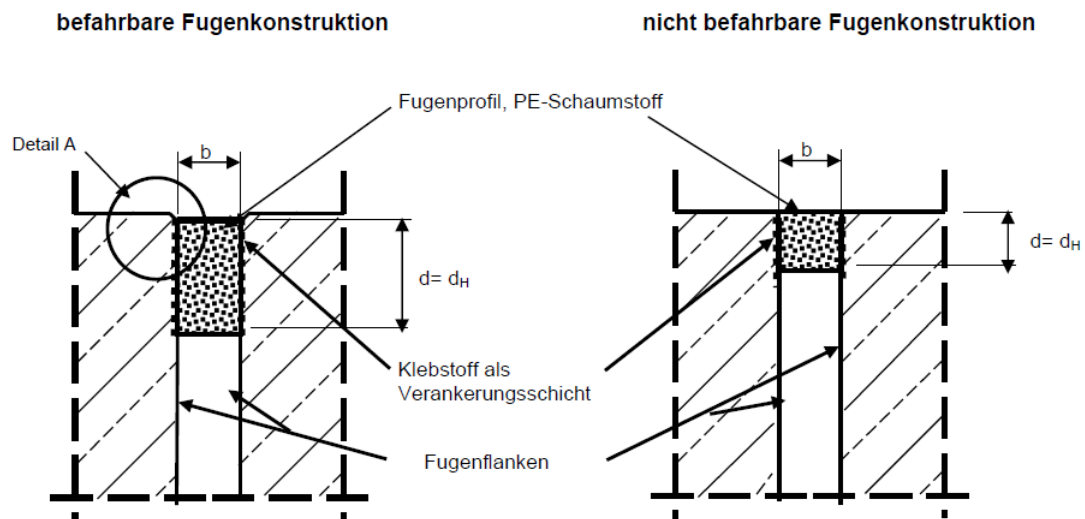 befahrbare Fugenkonstruktion
nicht befahrbare Fugenkonstruktion
Fugenprofil, PE-Schaumstoff
Detail A
b
b
d= dH
d= dH
Klebstoff als
Verankerungsschicht
Fugenflanken